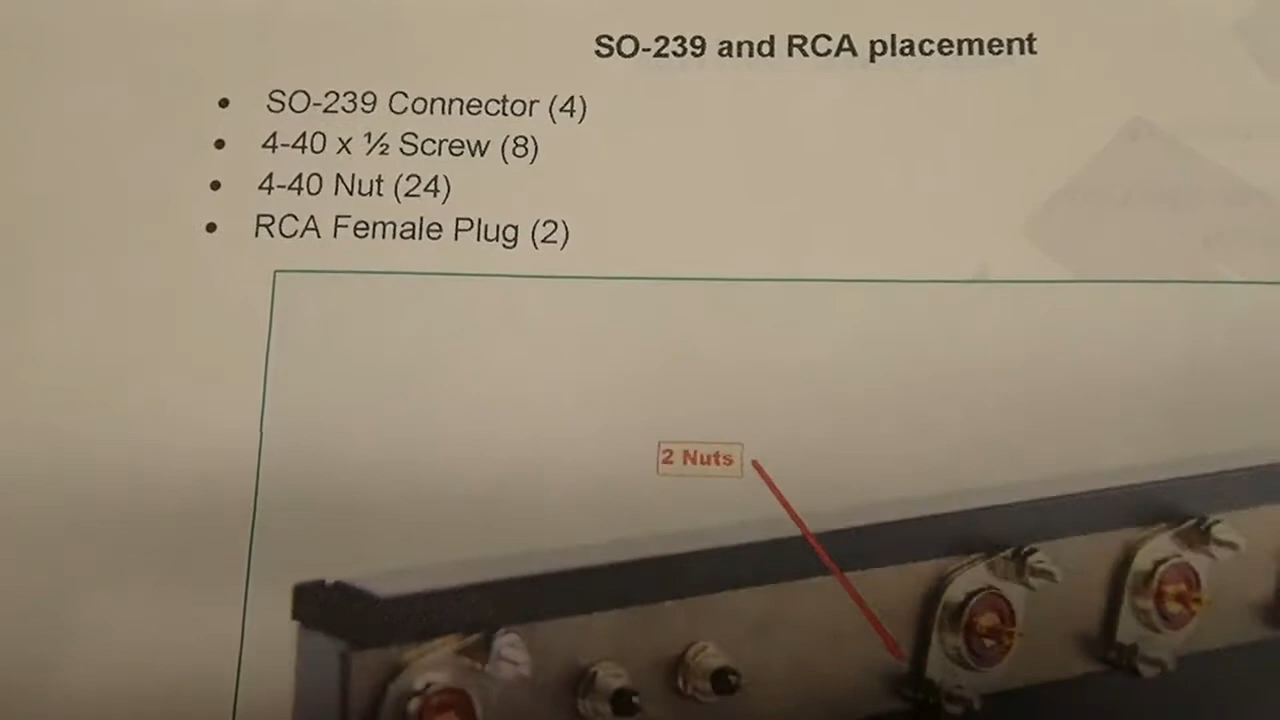 SO-239 and RCA placement
• SO-239 Connector (4)
• 4-40 x ½ Screw (8)
• 4-40 Nut (24)
• RCA Female Plug (2)
2 Nuts